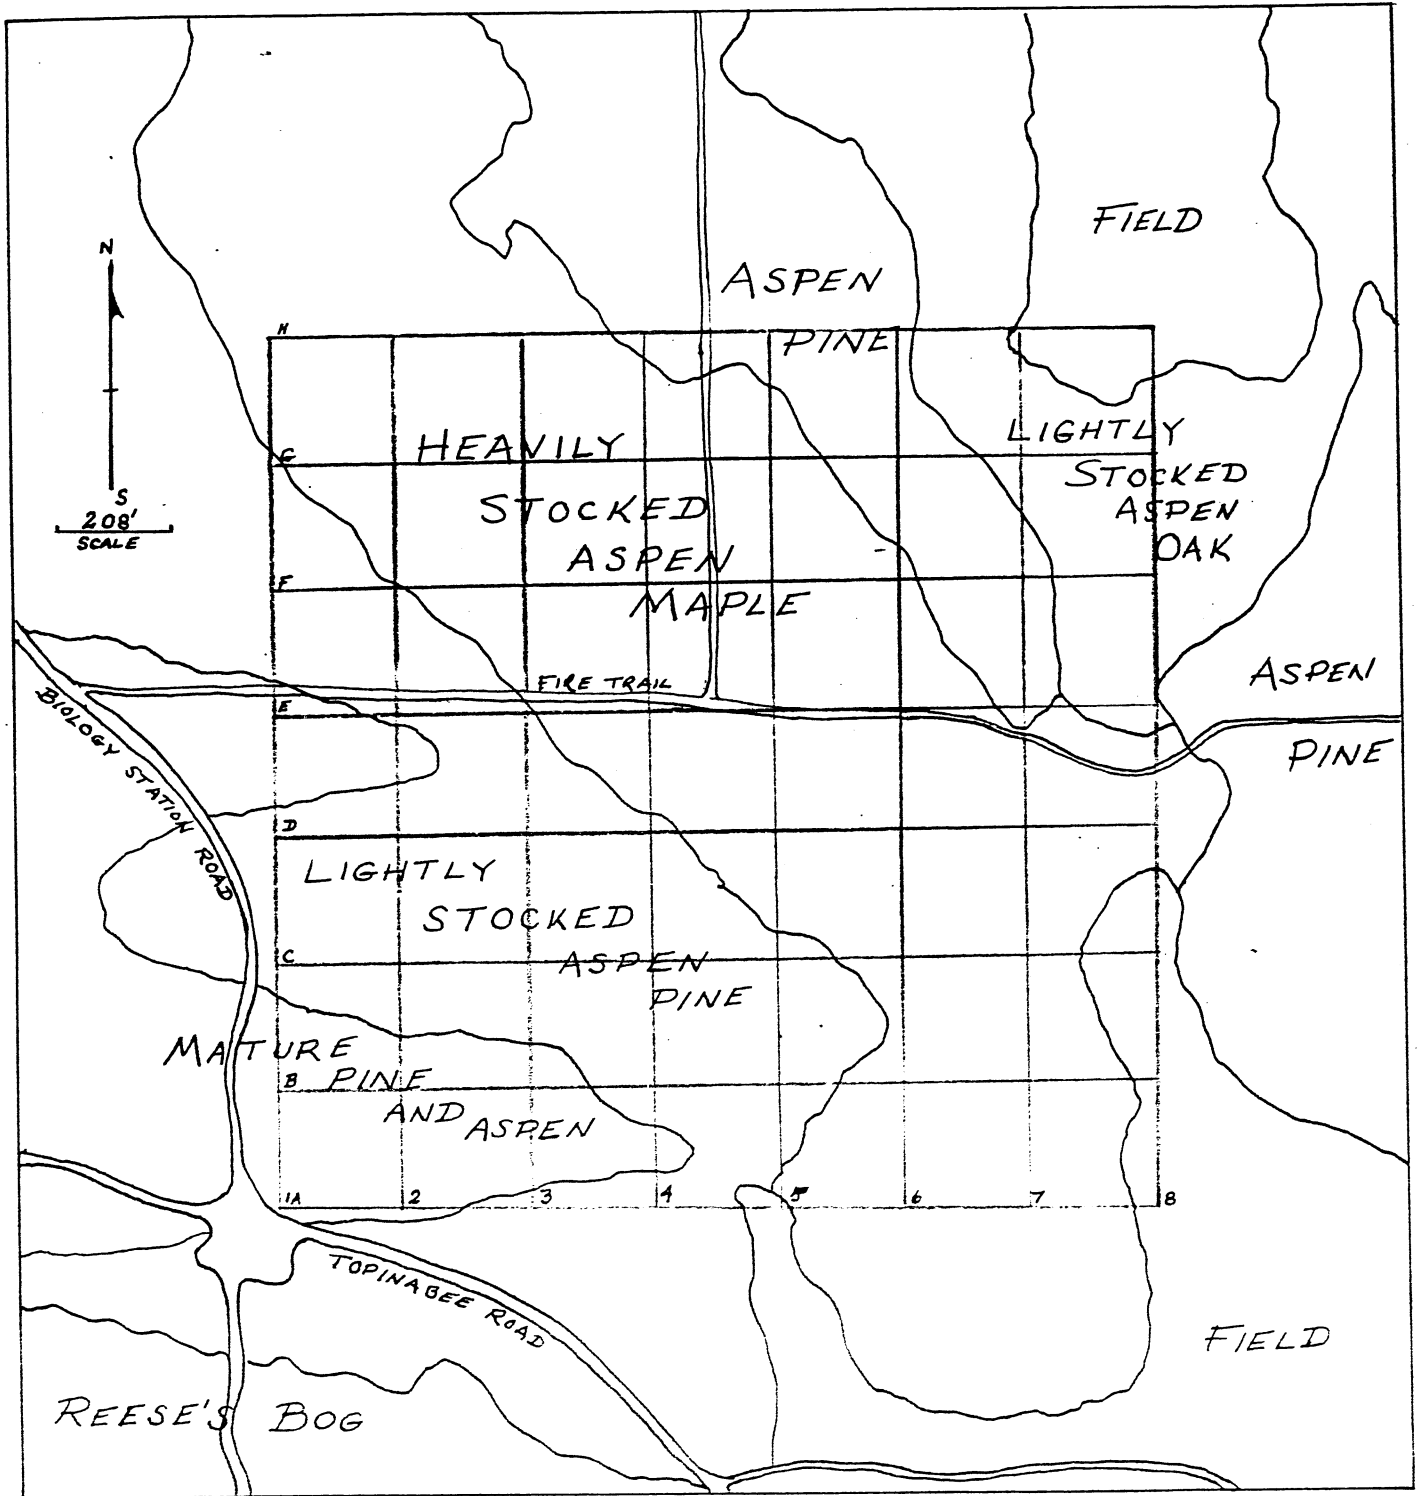 FIELD
N
ASPEN
PINE
H
HEAVILY
STOCKED
ASPEN
MAPLE
LIGHTLY
STOCKED
ASPEN
OAK
G
S
208'
SCALE
F
FIRE TRAIL
ASPEN
PINE
E
BIOLOGY STATION ROAD
D
LIGHTLY
STOCKED
ASPEN
PINE
C
MATURE
PINE
AND ASPEN
B
1A 2 3 4 5 6 7 8
TOPINABEE ROAD
FIELD
REESE'S BOG